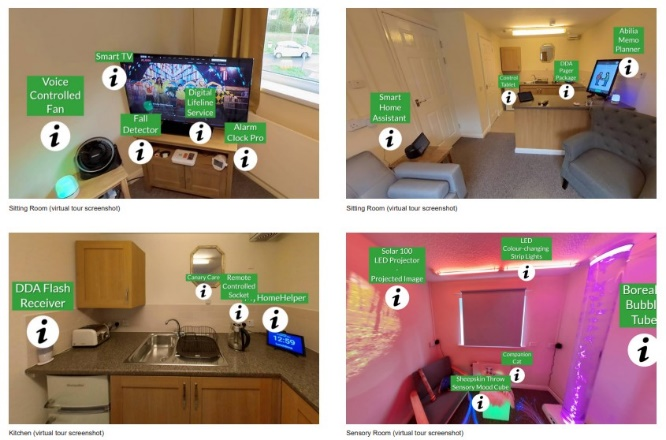 Smart TV
i
Voice
Controlled
Fan
i
Fall
Detector
i
Digital
Lifeline
Service
i
Alarm
Clock Pro
i
Sitting Room (virtual tour screenshot)
Smart
Home
Assistant
i
Control
Tablet
i
DDA
Pager
Package
i
Abilia
Memo
Planner
i
Sitting Room (virtual tour screenshot)
DDA Flash
Receiver
i
Canary Care
i
Remote
Controlled
Socket
i
HomeHelper
i
12:59
Kitchen (virtual tour screenshot)
Solar 100
LED Projector
-
Projected Image
i
LED
Colour-changing
Strip Lights
i
Companion
Cat
i
Sheepskin Throw
Sensory Mood Cube
i
Boreal
Bubbl
Tube
i
Sensory Room (virtual tour screenshot)